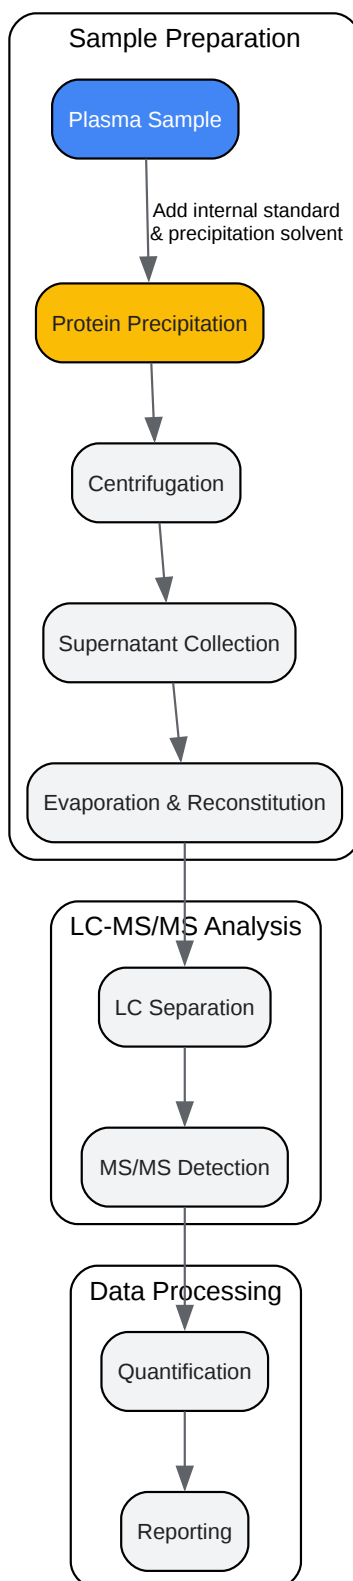 Sample Preparation
Plasma Sample
Add internal standard
& precipitation solvent
Protein Precipitation
Centrifugation
Supernatant Collection
Evaporation & Reconstitution
LC-MS/MS Analysis
LC Separation
MS/MS Detection
Data Processing
Quantification
Reporting